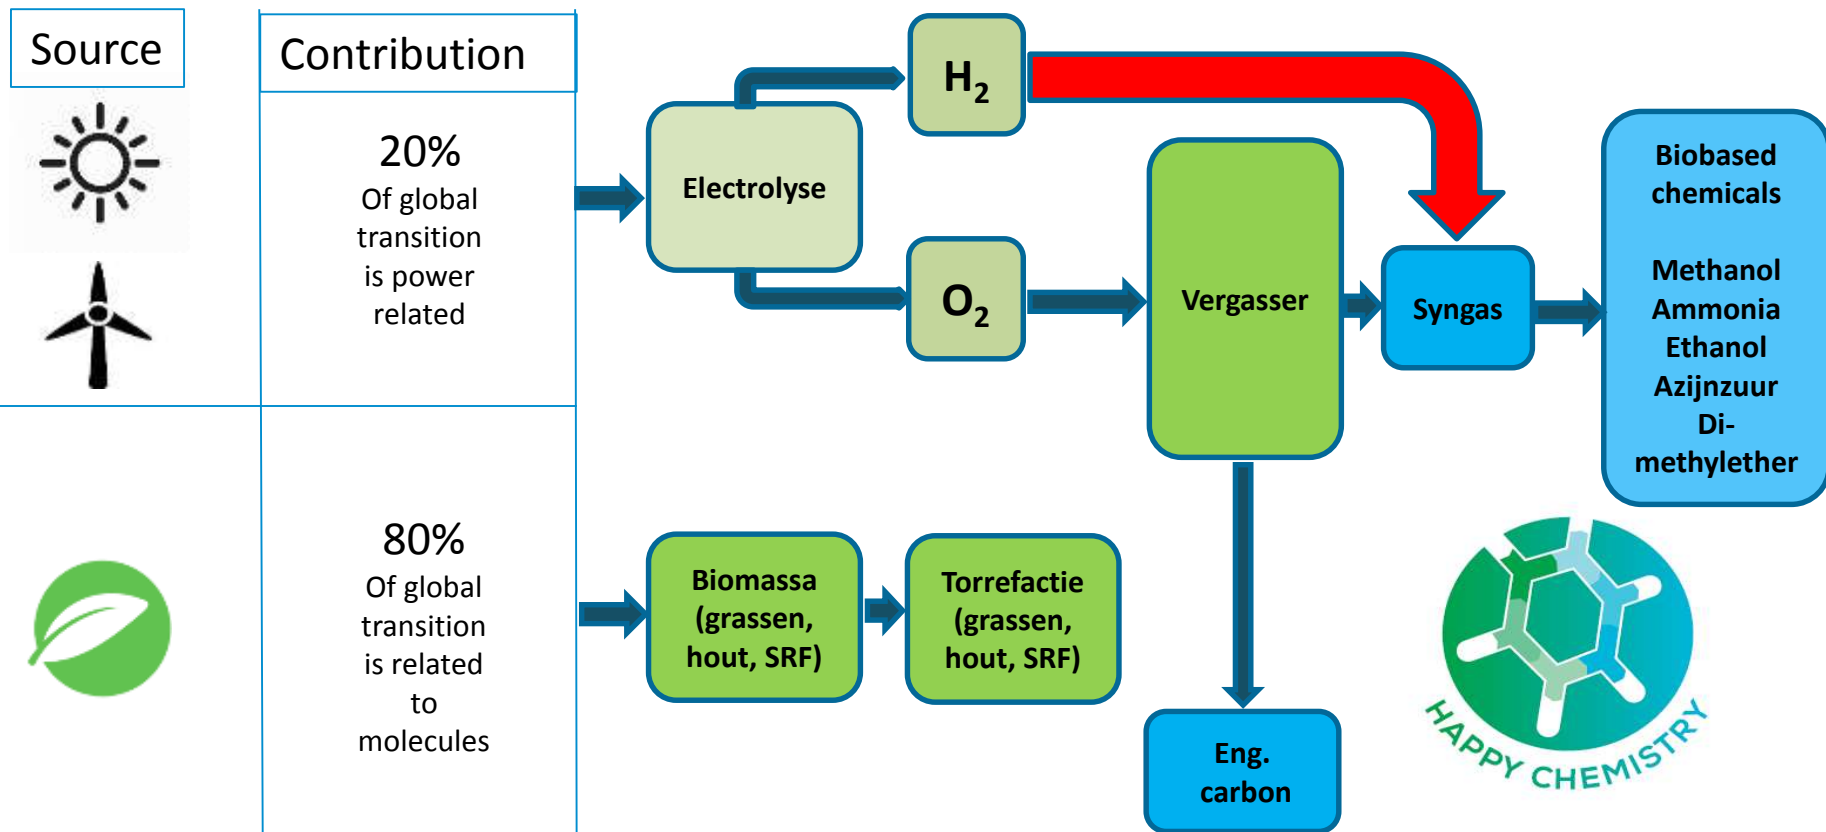 Source
Contribution
20%
Of global
transition
is power
related
Electrolyse
H2
O2
Vergasser
Syngas
Biobased
chemicals
Methanol
Ammonia
Ethanol
Azijnzuur
Di-
methylether
80%
Of global
transition
is related
to
molecules
Biomassa
(grassen,
hout, SRF)
Torrefactie
(grassen,
hout, SRF)
Eng.
carbon
HAPPY CHEMISTRY